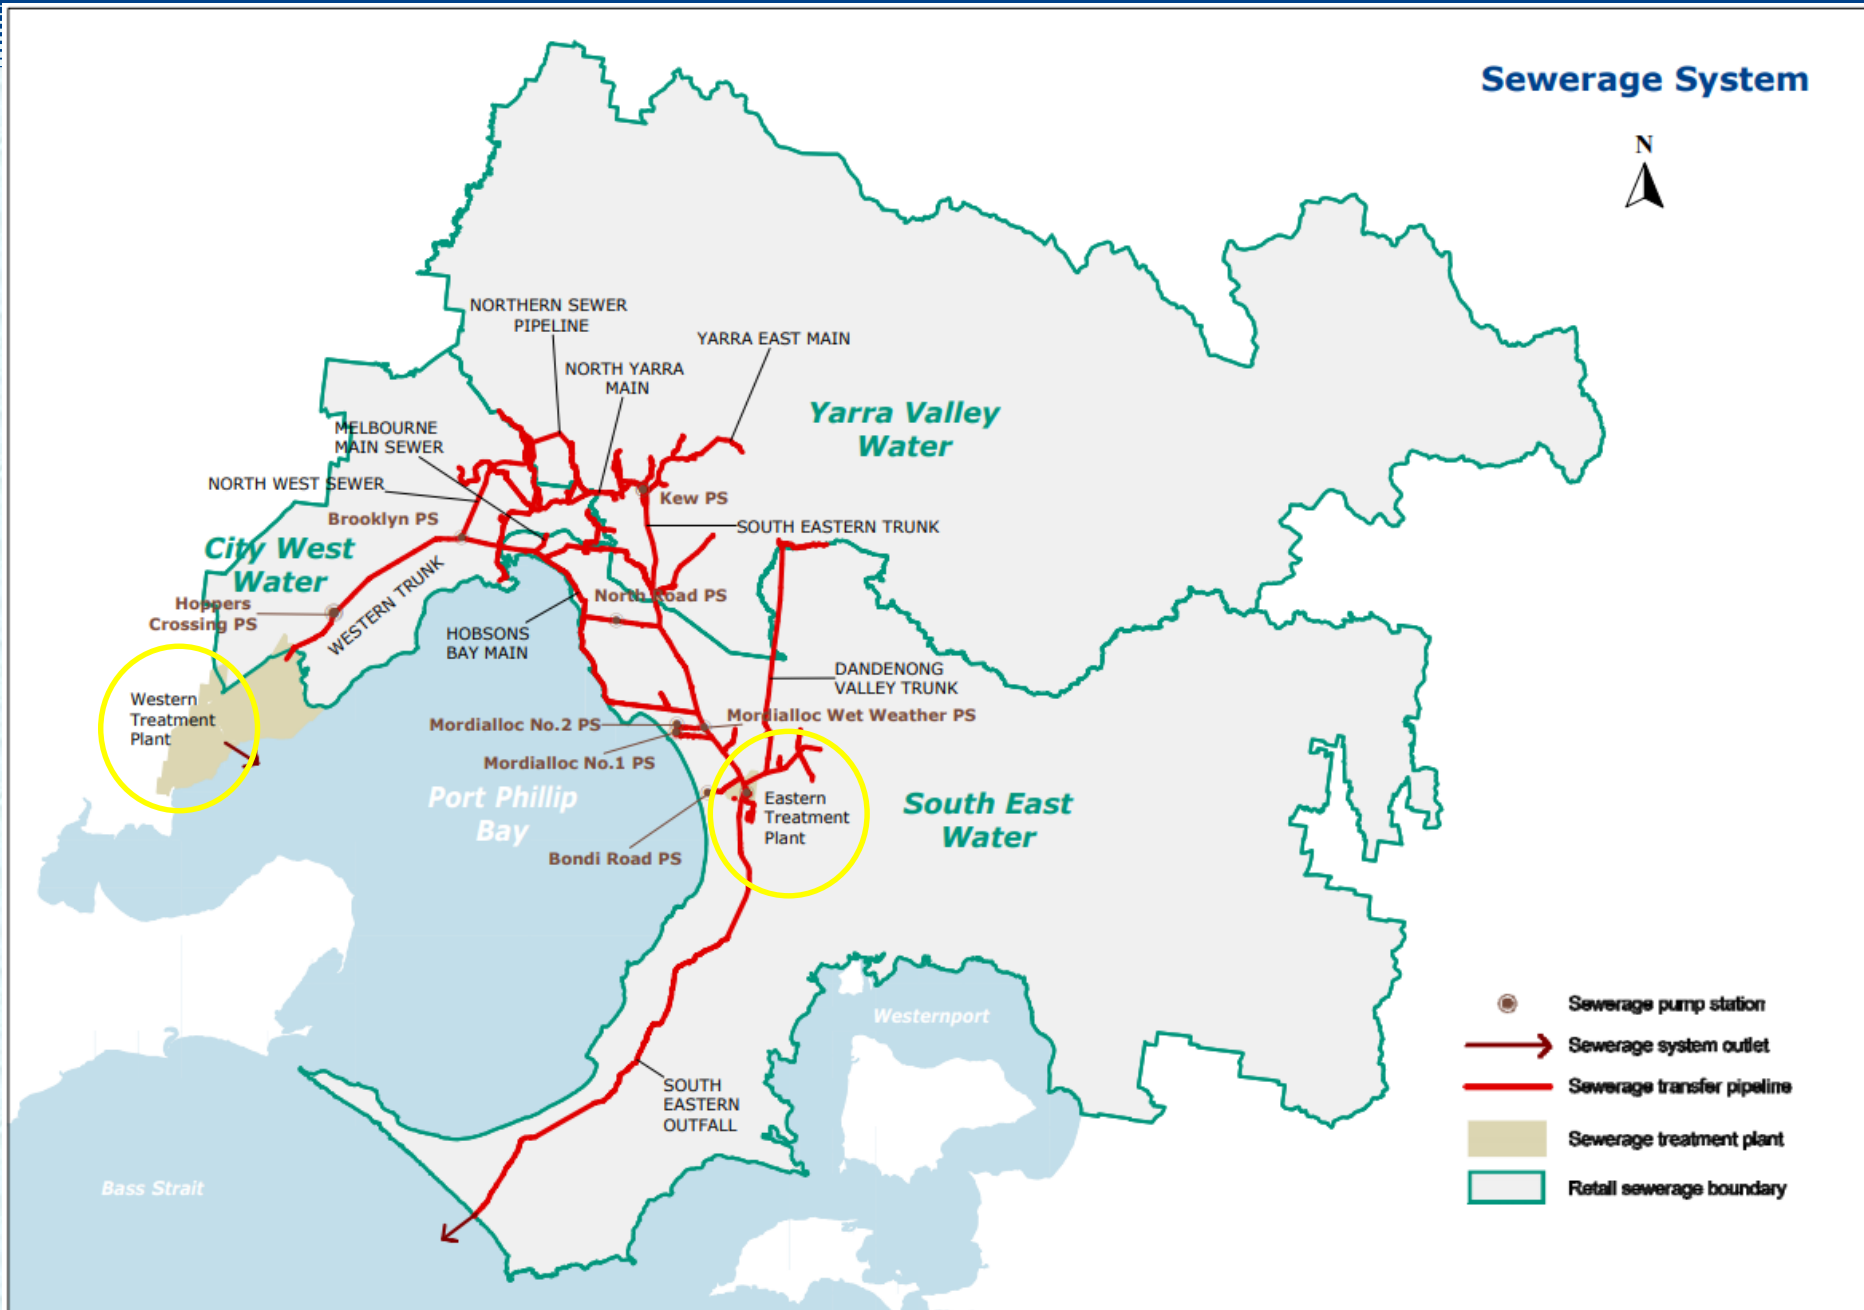 Sewerage System
N
NORTHERN SEWER
PIPELINE
YARRA EAST MAIN
NORTH YARRA
MAIN
Yarra Valley
Water
MELBOURNE
MAIN SEWER
NORTH WEST SEWER
Kew PS
Brooklyn PS
SOUTH EASTERN TRUNK
City West
Water
WESTERN TRUNK
Hoppers
Crossing PS
North Road PS
HOBSONS
BAY MAIN
DANDENONG
VALLEY TRUNK
Western
Treatment
Plant
Mordialloc No.2 PS
Mordialloc Wet Weather PS
Mordialloc No.1 PS
Port Phillip
Bay
Eastern
Treatment
Plant
South East
Water
Bondi Road PS
Westernport
SOUTH
EASTERN
OUTFALL
Bass Strait
Sewerage pump station
Sewerage system outlet
Sewerage transfer pipeline
Sewerage treatment plant
Retail sewerage boundary